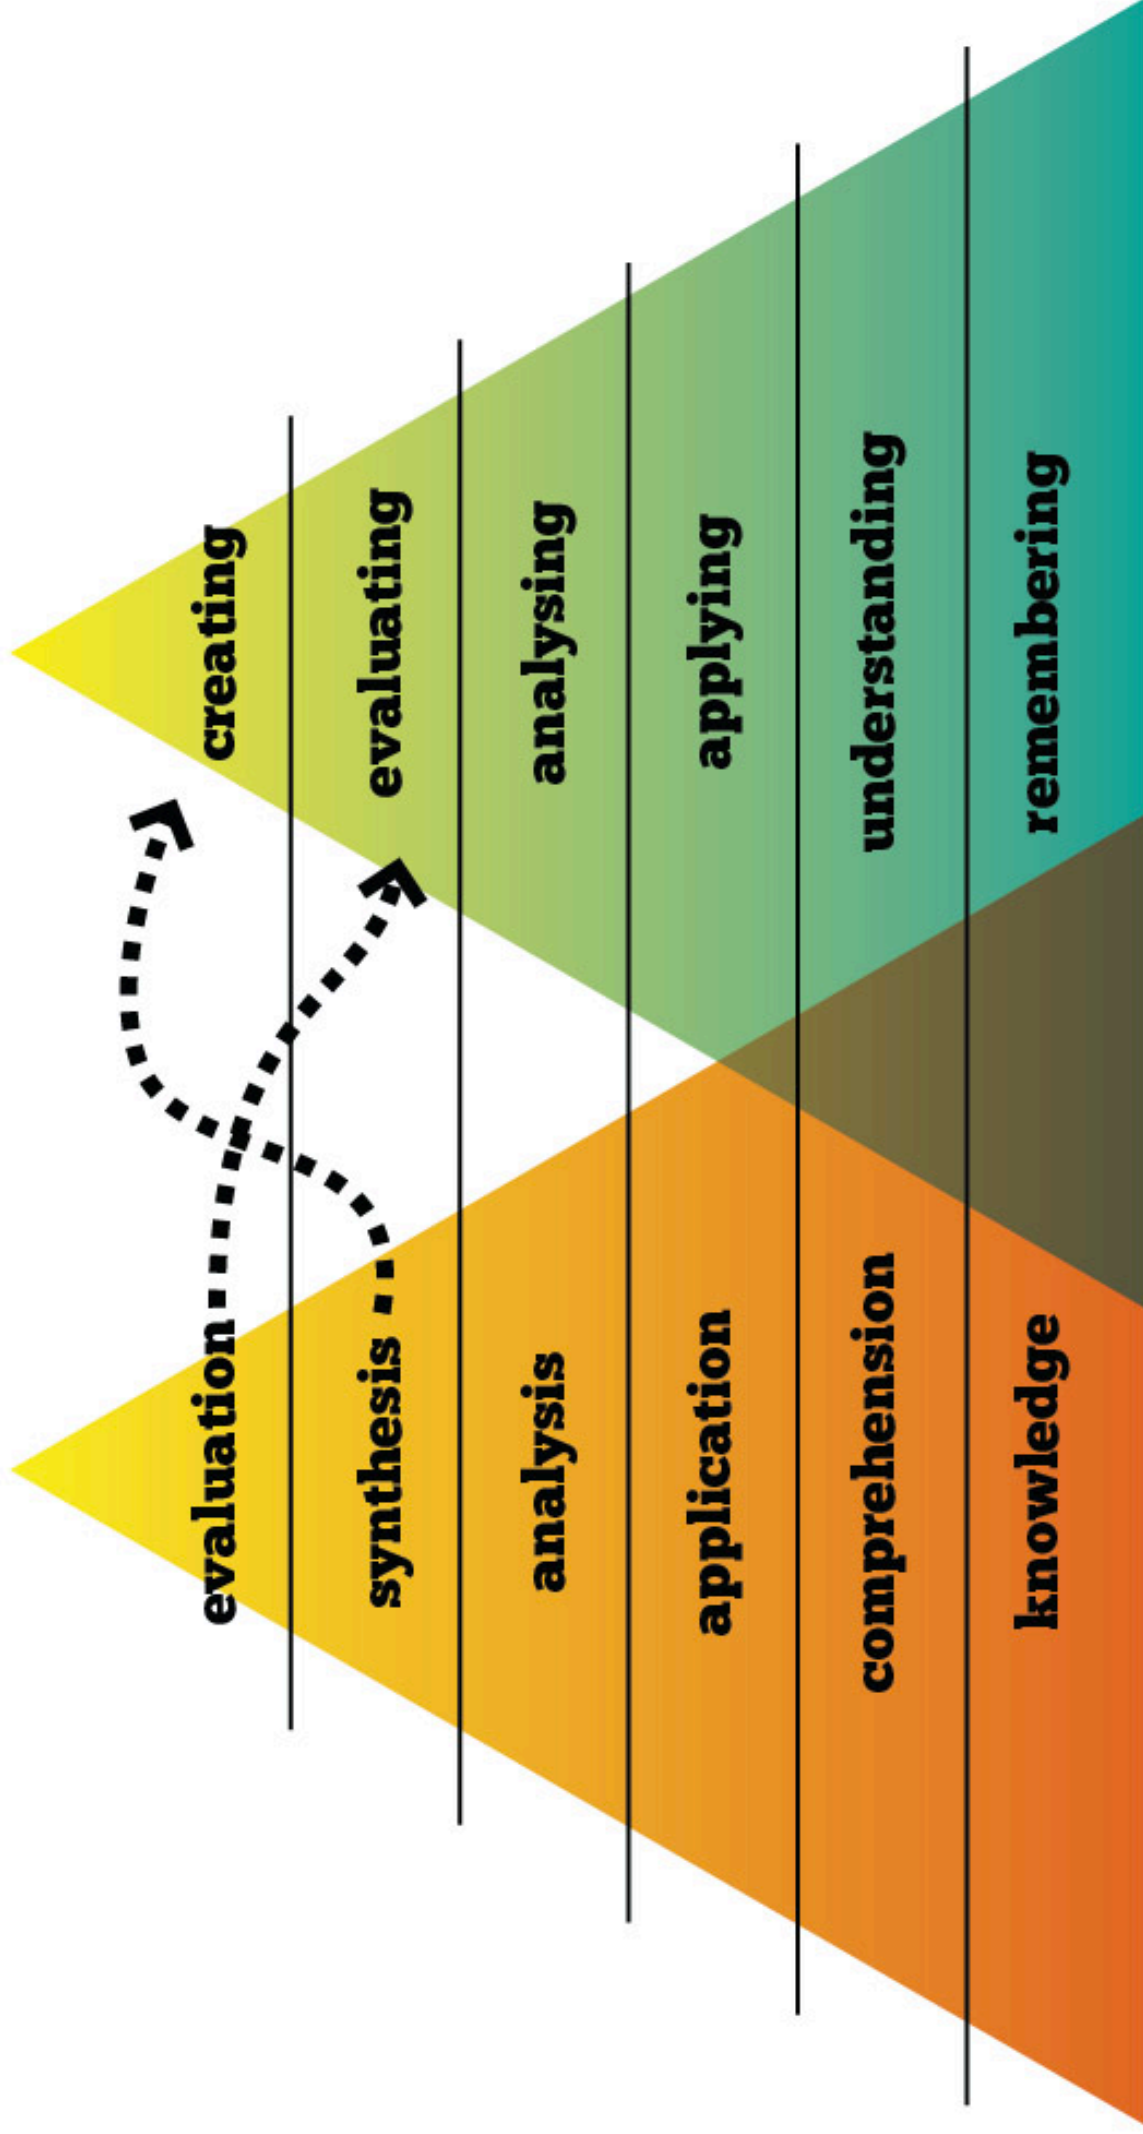 evaluation
creating
synthesis
evaluating
analysis
analysing
application
applying
comprehension
understanding
knowledge
remembering